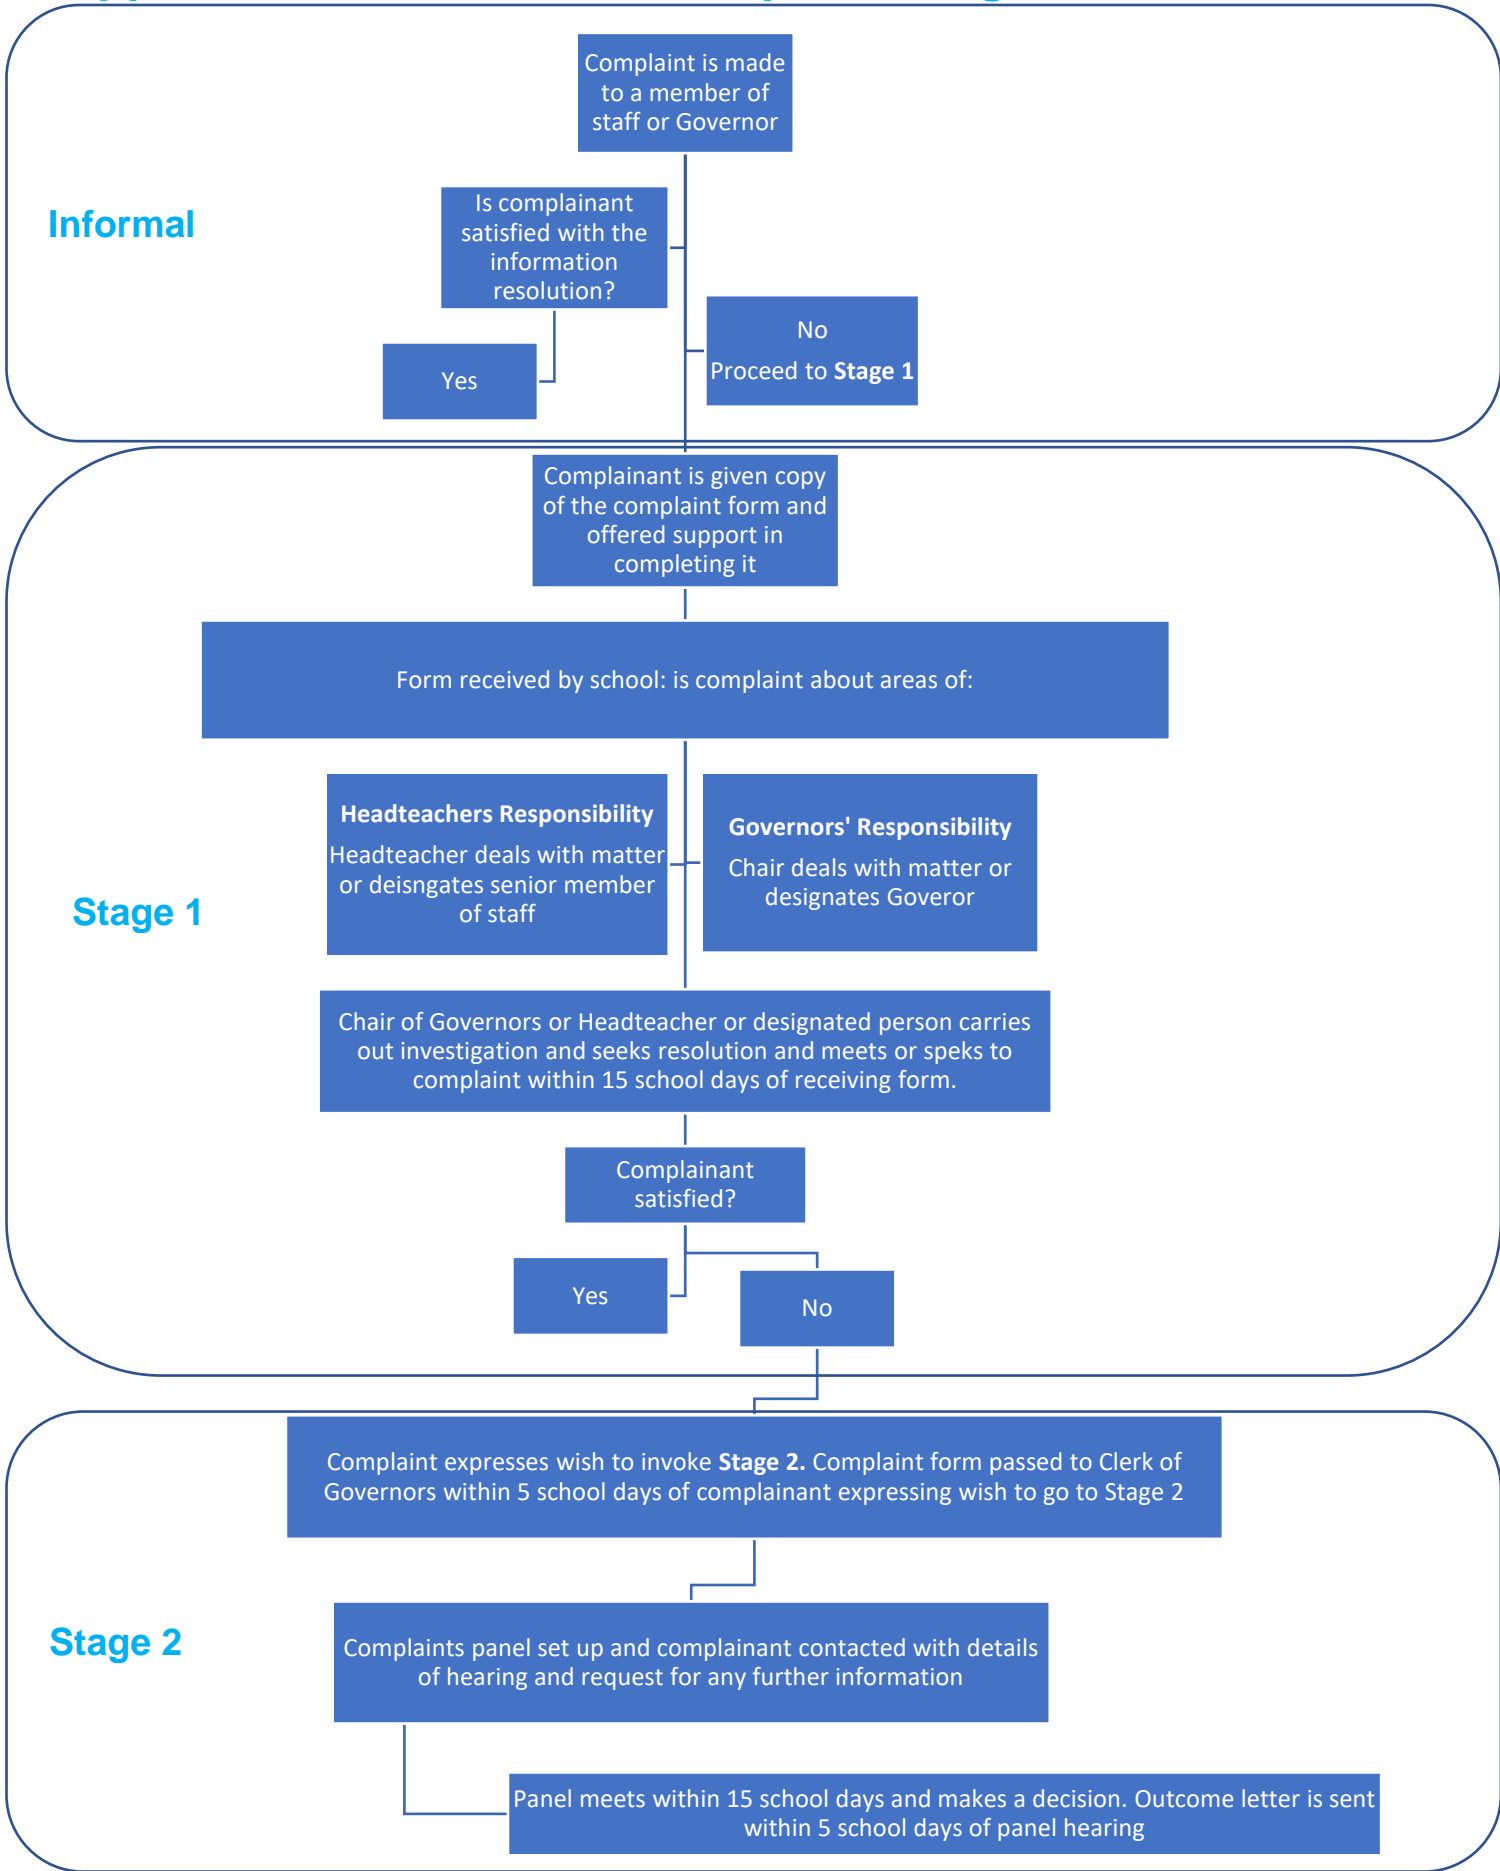 Complaint is made
to a member of
staff or Governor
Informal
Is complainant
satisfied with the
information
resolution?
No
Proceed to Stage 1
Yes
Complainant is given copy
of the complaint form and
offered support in
completing it
Form received by school: is complaint about areas of:
Stage 1
Headteachers Responsibility
Headteacher deals with matter
or deisngates senior member
of staff
Governors' Responsibility
Chair deals with matter or
designates Goveror
Chair of Governors or Headteacher or designated person carries
out investigation and seeks resolution and meets or speks to
complaint within 15 school days of receiving form.
Complainant
satisfied?
Yes
No
Complaint expresses wish to invoke Stage 2. Complaint form passed to Clerk of
Governors within 5 school days of complainant expressing wish to go to Stage 2
Stage 2
Complaints panel set up and complainant contacted with details
of hearing and request for any further information
Panel meets within 15 school days and makes a decision. Outcome letter is sent
within 5 school days of panel hearing